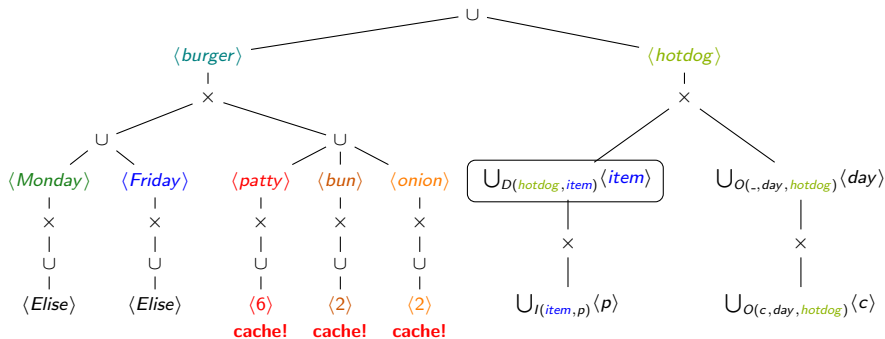 ∪
⟨burger⟩ ⟨hotdog⟩
× ×
∪ ∪
⟨Monday⟩ ⟨Friday⟩ ⟨patty⟩ ⟨bun⟩ ⟨onion⟩ ⋃D(hotdog,item)⟨item⟩ ⋃O(_,day,hotdog)⟨day⟩
× × × × × × ×
∪ ∪ ∪ ∪ ∪
⟨Elise⟩ ⟨Elise⟩ ⟨6⟩ ⟨2⟩ ⟨2⟩ ⋃I(item,p)⟨p⟩ ⋃O(c,day,hotdog)⟨c⟩
cache! cache! cache!